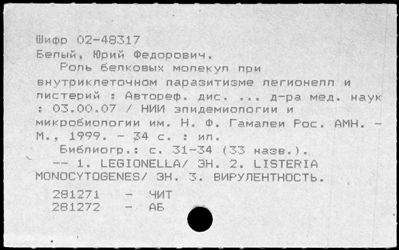 Шифр 02-48317
Белый, Юрий Федорович.
Роль белковых молекул при
внутриклеточном паразитизме легионелл и
листерий : Автореф. дис. ... д-ра мед. наук
: 03.00.07 / НИИ эпидемиологии и
микробиологии им. Н. Ф. Гамалеи Рос. АМН. -
М., 1999. - 34 с. : ил.
Библиогр.: с. 31-34 (33 назв.).
-- 1. LEGIONELLA/ ЭН. 2. LISTERIA
MONOCYTOGENES/ ЭН. 3. ВИРУЛЕНТНОСТЬ.
281271 - ЧИТ
281272 - АБ